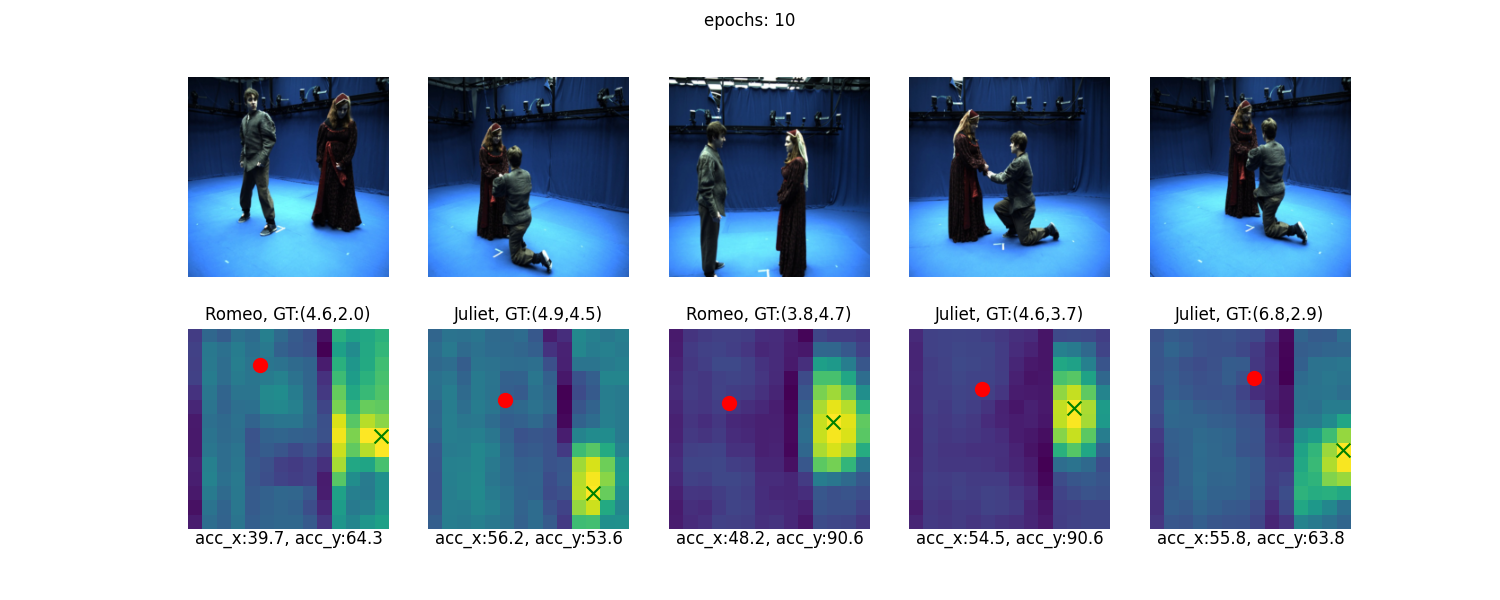 epochs: 10
Romeo, GT:(4.6,2.0)
Juliet, GT:(4.9,4.5)
Romeo, GT:(3.8,4.7)
Juliet, GT:(4.6,3.7)
Juliet, GT:(6.8,2.9)
acc_x:39.7, acc_y:64.3
acc_x:56.2, acc_y:53.6
acc_x:48.2, acc_y:90.6
acc_x:54.5, acc_y:90.6
acc_x:55.8, acc_y:63.8